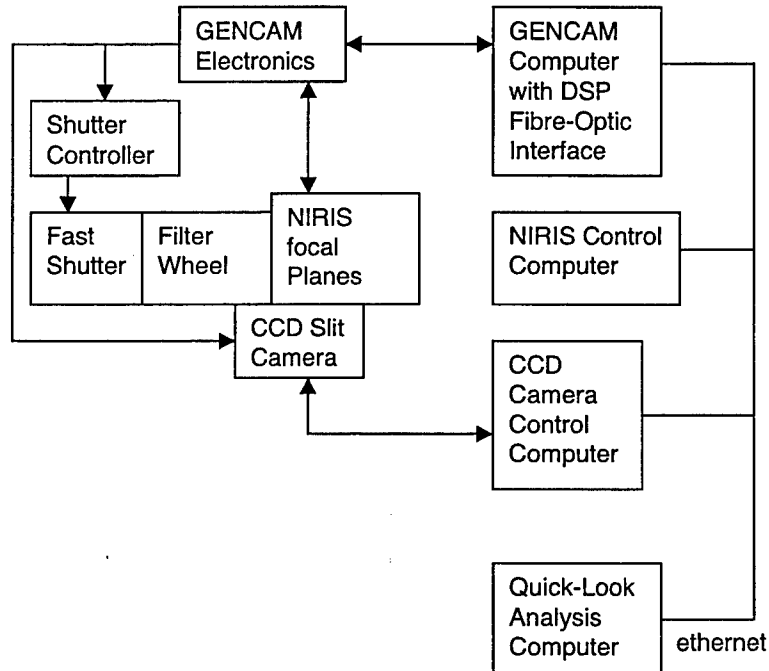 GENCAM
Electronics
GENCAM
Computer
with DSP
Fibre-Optic
Interface
Shutter
Controller
Fast
Shutter
Filter
Wheel
NIRIS
focal
Planes
NIRIS Control
Computer
CCD Slit
Camera
CCD
Camera
Control
Computer
Quick-Look
Analysis
Computer
ethernet